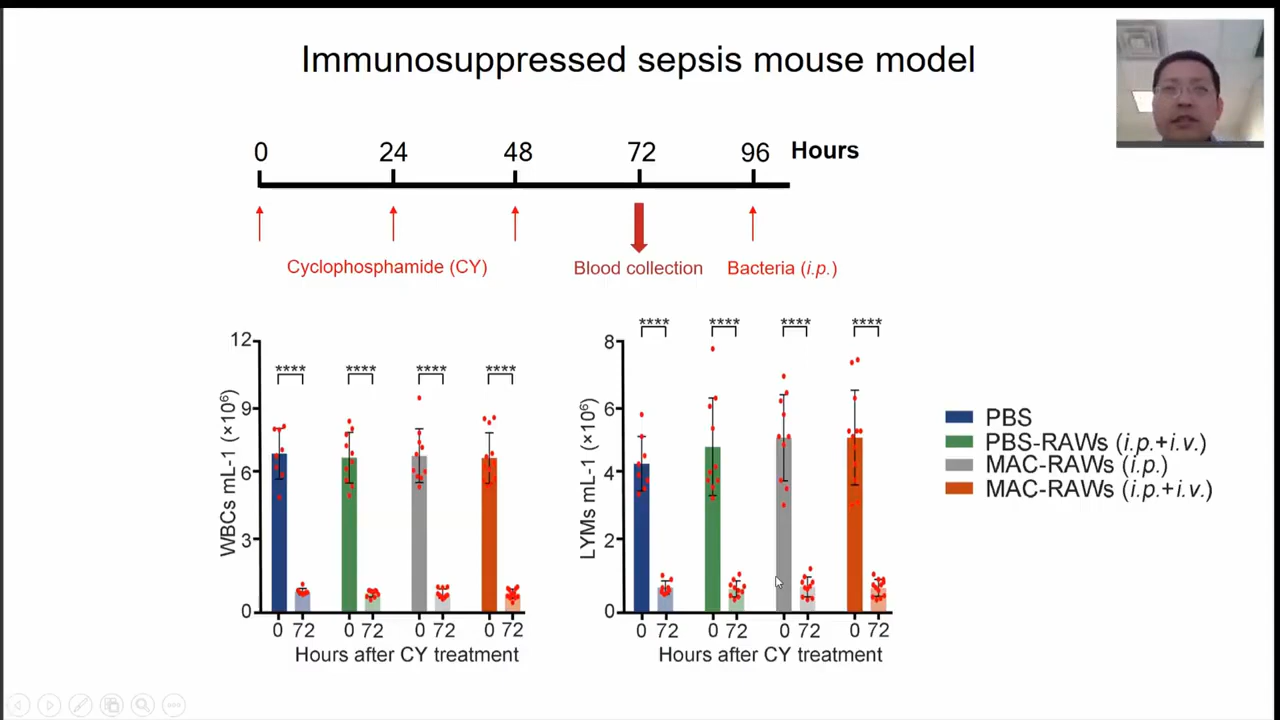 Immunosuppressed sepsis mouse model
0 24 48 72 96 Hours
Cyclophosphamide (CY) Blood collection Bacteria (i.p.)
**** **** **** ****
12
9
6
3
0
WBCs mL-1 (×10⁶)
0 72 0 72 0 72 0 72
Hours after CY treatment
**** **** **** ****
8
6
4
2
0
LYMs mL-1 (×10⁶)
0 72 0 72 0 72 0 72
Hours after CY treatment
PBS
PBS-RAWs (i.p.+i.v.)
MAC-RAWs (i.p.)
MAC-RAWs (i.p.+i.v.)